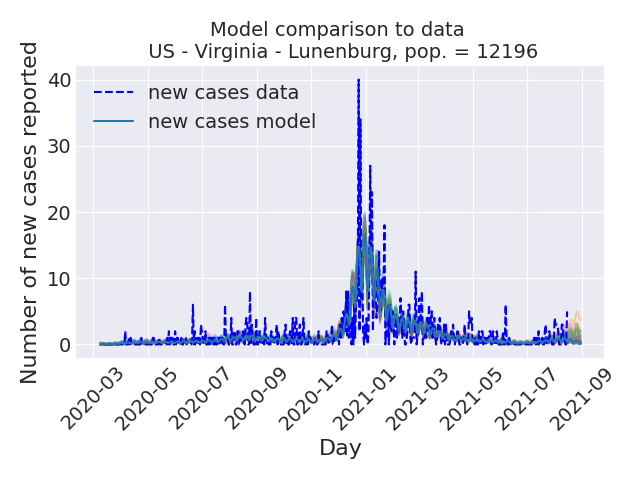 Model comparison to data
US - Virginia - Lunenburg, pop. = 12196
Number of new cases reported
40
30
20
10
0
new cases data
new cases model
2020-03
2020-05
2020-07
2020-09
2020-11
2021-01
2021-03
2021-05
2021-07
2021-09
Day